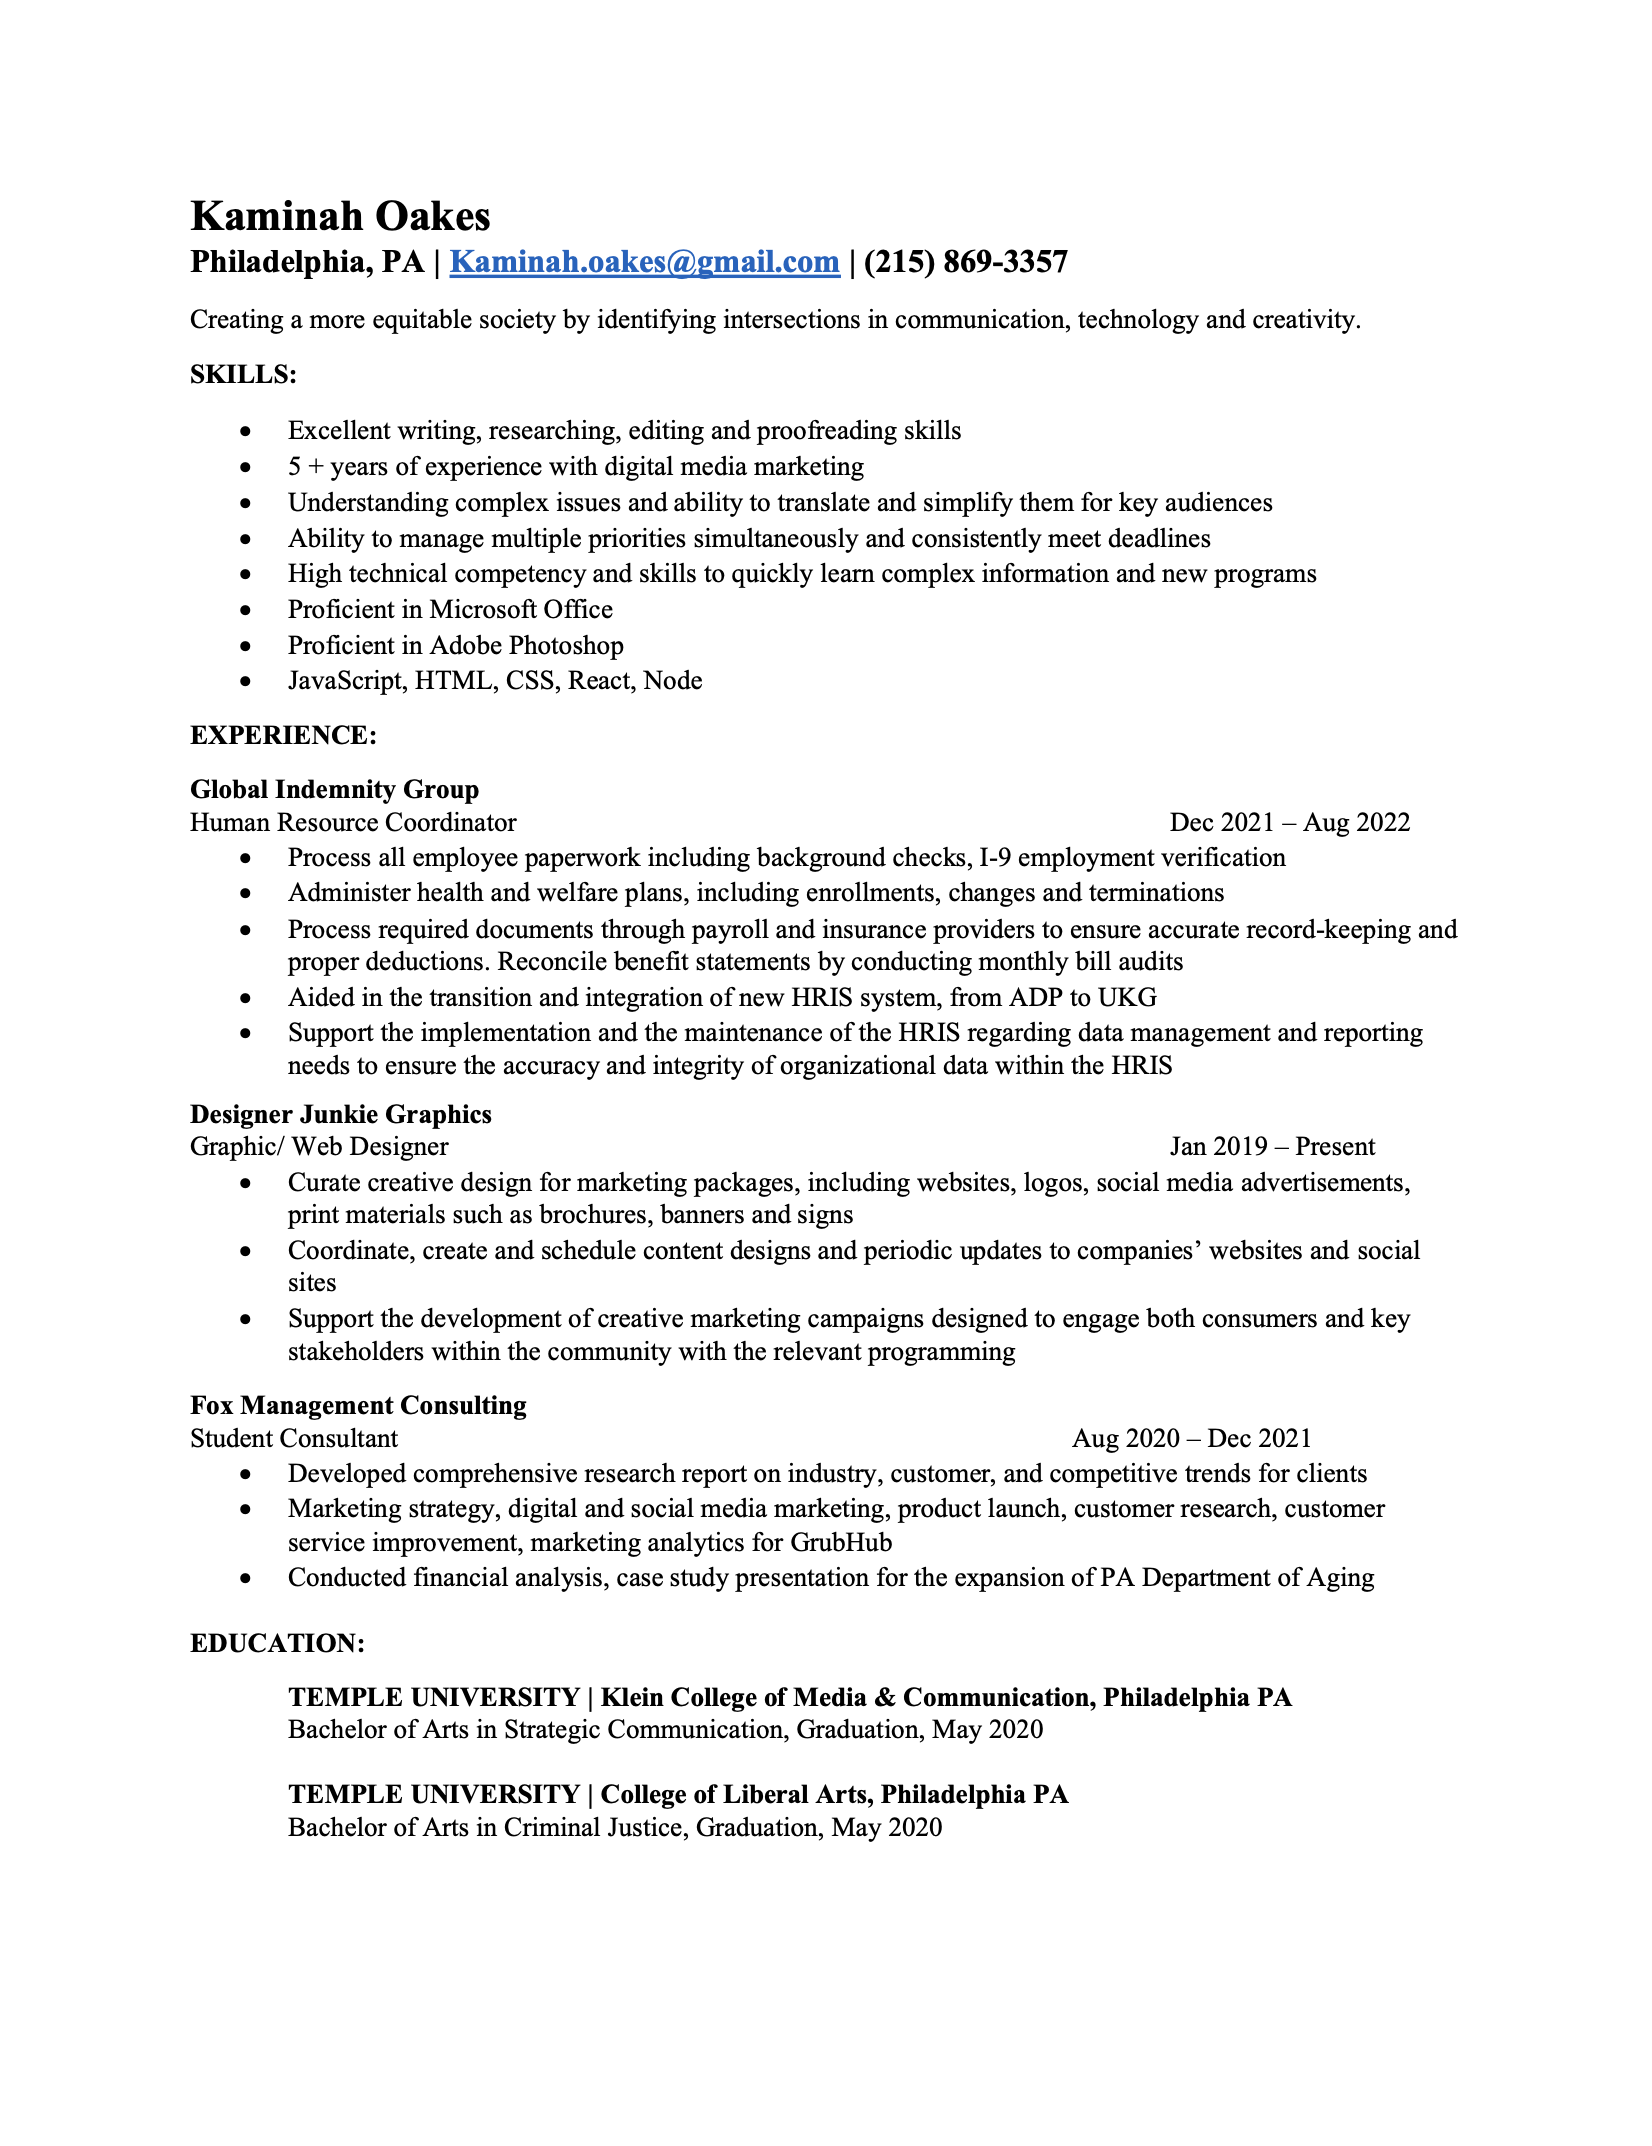 Kaminah Oakes
Philadelphia, PA | Kaminah.oakes@gmail.com | (215) 869-3357
Creating a more equitable society by identifying intersections in communication, technology and creativity.
SKILLS:
• Excellent writing, researching, editing and proofreading skills
• 5 + years of experience with digital media marketing
• Understanding complex issues and ability to translate and simplify them for key audiences
• Ability to manage multiple priorities simultaneously and consistently meet deadlines
• High technical competency and skills to quickly learn complex information and new programs
• Proficient in Microsoft Office
• Proficient in Adobe Photoshop
• JavaScript, HTML, CSS, React, Node
EXPERIENCE:
Global Indemnity Group
Human Resource Coordinator Dec 2021 – Aug 2022
• Process all employee paperwork including background checks, I-9 employment verification
• Administer health and welfare plans, including enrollments, changes and terminations
• Process required documents through payroll and insurance providers to ensure accurate record-keeping and
proper deductions. Reconcile benefit statements by conducting monthly bill audits
• Aided in the transition and integration of new HRIS system, from ADP to UKG
• Support the implementation and the maintenance of the HRIS regarding data management and reporting
needs to ensure the accuracy and integrity of organizational data within the HRIS
Designer Junkie Graphics
Graphic/ Web Designer Jan 2019 – Present
• Curate creative design for marketing packages, including websites, logos, social media advertisements,
print materials such as brochures, banners and signs
• Coordinate, create and schedule content designs and periodic updates to companies’ websites and social
sites
• Support the development of creative marketing campaigns designed to engage both consumers and key
stakeholders within the community with the relevant programming
Fox Management Consulting
Student Consultant Aug 2020 – Dec 2021
• Developed comprehensive research report on industry, customer, and competitive trends for clients
• Marketing strategy, digital and social media marketing, product launch, customer research, customer
service improvement, marketing analytics for GrubHub
• Conducted financial analysis, case study presentation for the expansion of PA Department of Aging
EDUCATION:
TEMPLE UNIVERSITY | Klein College of Media & Communication, Philadelphia PA
Bachelor of Arts in Strategic Communication, Graduation, May 2020
TEMPLE UNIVERSITY | College of Liberal Arts, Philadelphia PA
Bachelor of Arts in Criminal Justice, Graduation, May 2020